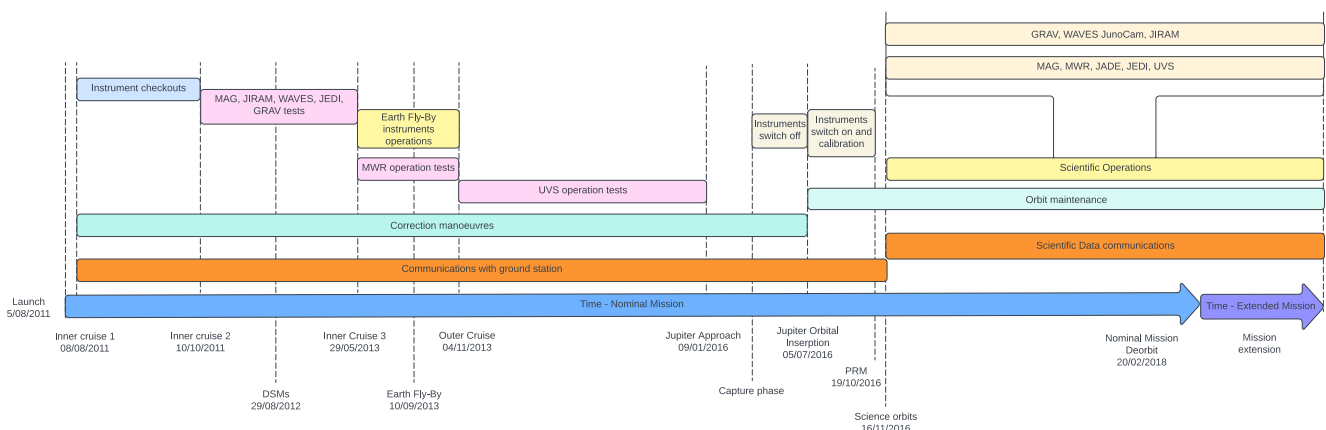 GRAV, WAVES JunoCam, JIRAM
MAG, MWR, JADE, JEDI, UVS
Instrument checkouts
MAG, JIRAM, WAVES, JEDI,
GRAV tests
Earth Fly-By
instruments
operations
Instruments
switch off
Instruments
switch on and
calibration
MWR operation tests
Scientific Operations
UVS operation tests
Orbit maintenance
Correction manoeuvres
Scientific Data communications
Communications with ground station
Launch
5/08/2011
Time - Nominal Mission
Time - Extended Mission
Inner cruise 1
08/08/2011
Inner cruise 2
10/10/2011
Inner Cruise 3
29/05/2013
Outer Cruise
04/11/2013
Jupiter Approach
09/01/2016
Jupiter Orbital
Inserption
05/07/2016
Nominal Mission
Deorbit
20/02/2018
Mission
extension
PRM
19/10/2016
DSMs
29/08/2012
Earth Fly-By
10/09/2013
Capture phase
Science orbits
16/11/2016